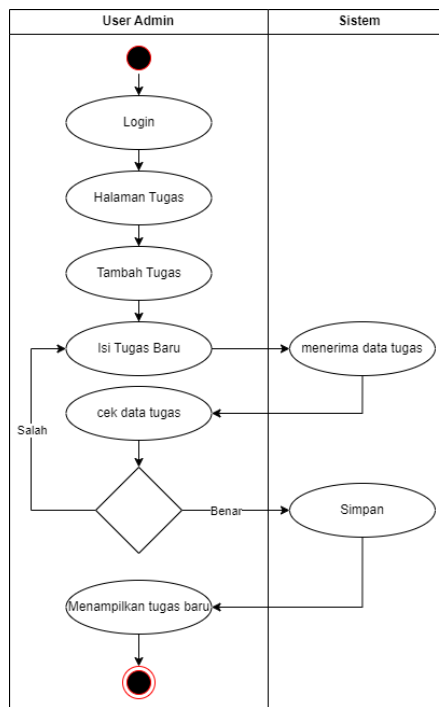 User Admin
Sistem
Login
Halaman Tugas
Tambah Tugas
Isi Tugas Baru
menerima data tugas
cek data tugas
Salah
Benar
Simpan
Menampilkan tugas baru